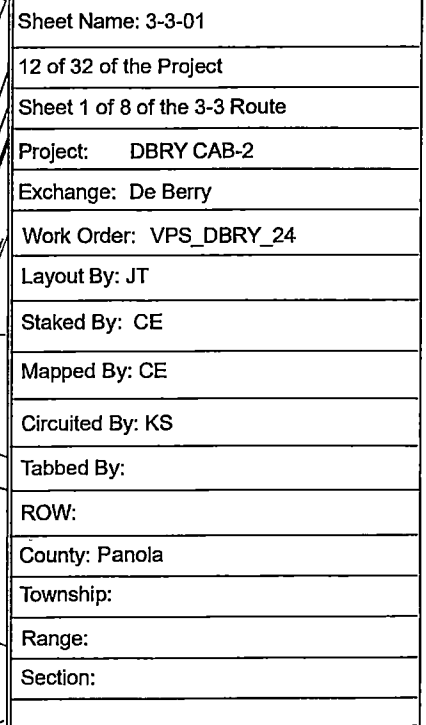 Sheet Name: 3-3-01
12 of 32 of the Project
Sheet 1 of 8 of the 3-3 Route
Project: DBRY CAB-2
Exchange: De Berry
Work Order: VPS_DBRY_24
Layout By: JT
Staked By: CE
Mapped By: CE
Circuited By: KS
Tabbed By:
ROW:
County: Panola
Township:
Range:
Section: